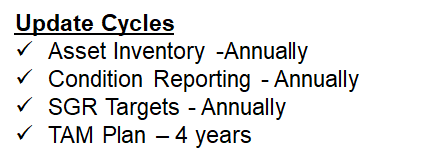 Update Cycles
✓ Asset Inventory -Annually
✓ Condition Reporting - Annually
✓ SGR Targets - Annually
✓ TAM Plan – 4 years